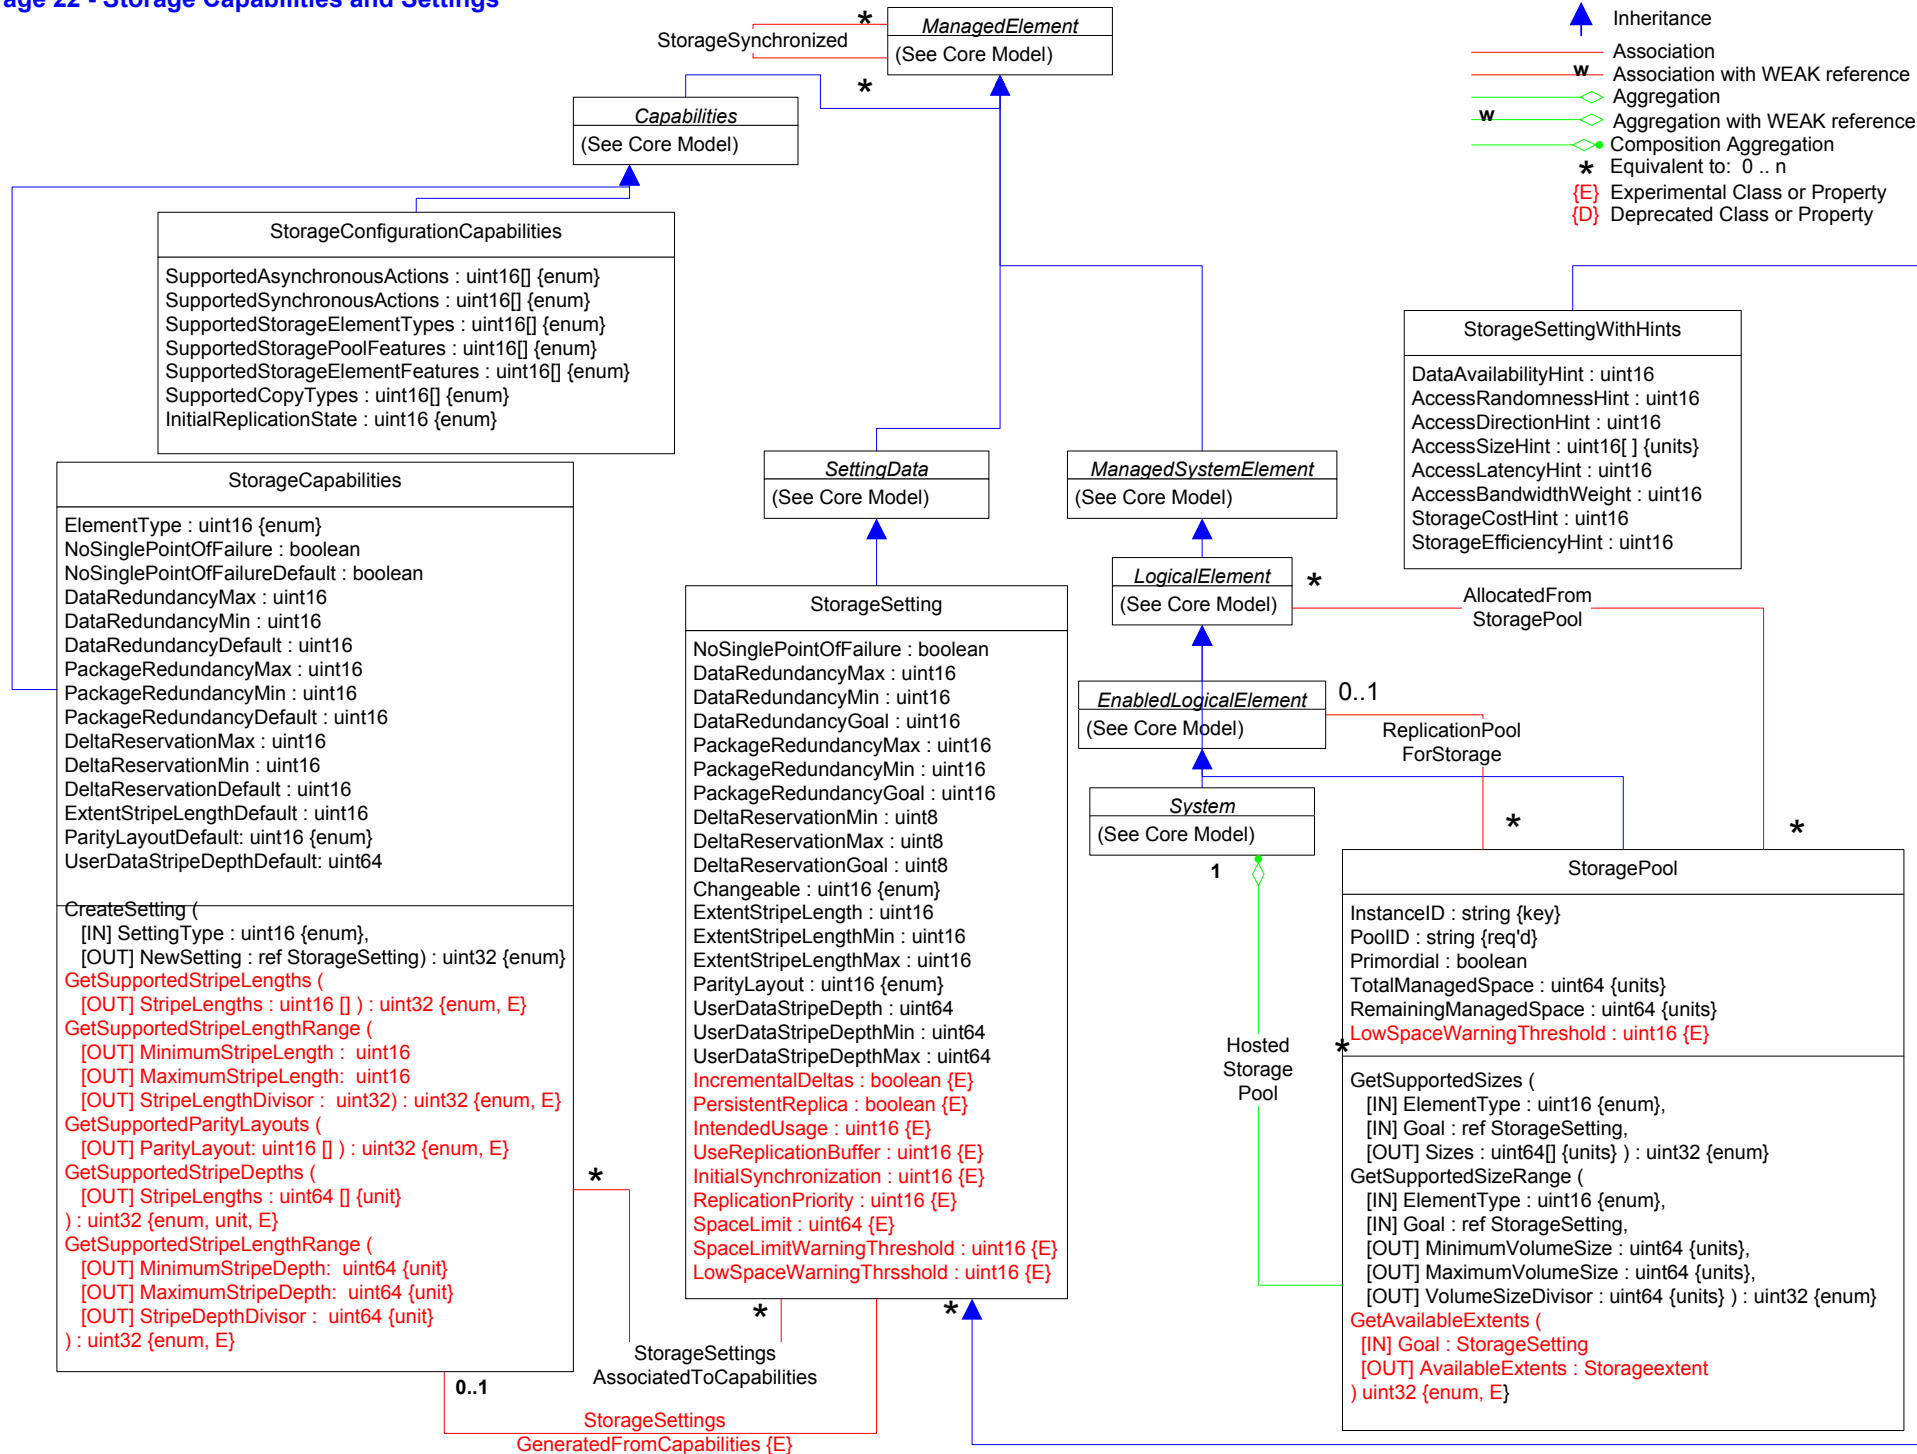 age 22 - Storage Capabilities and Settings
*
ManagedElement
(See Core Model)
StorageSynchronized
*
Inheritance
Association
w
Association with WEAK reference
Aggregation
w
Aggregation with WEAK reference
Composition Aggregation
* Equivalent to: 0 .. n
{E} Experimental Class or Property
{D} Deprecated Class or Property
Capabilities
(See Core Model)
StorageConfigurationCapabilities
SupportedAsynchronousActions : uint16[] {enum}
SupportedSynchronousActions : uint16[] {enum}
SupportedStorageElementTypes : uint16[] {enum}
SupportedStoragePoolFeatures : uint16[] {enum}
SupportedStorageElementFeatures : uint16[] {enum}
SupportedCopyTypes : uint16[] {enum}
InitialReplicationState : uint16 {enum}
StorageSettingWithHints
DataAvailabilityHint : uint16
AccessRandomnessHint : uint16
AccessDirectionHint : uint16
AccessSizeHint : uint16[ ] {units}
AccessLatencyHint : uint16
AccessBandwidthWeight : uint16
StorageCostHint : uint16
StorageEfficiencyHint : uint16
StorageCapabilities
ElementType : uint16 {enum}
NoSinglePointOfFailure : boolean
NoSinglePointOfFailureDefault : boolean
DataRedundancyMax : uint16
DataRedundancyMin : uint16
DataRedundancyDefault : uint16
PackageRedundancyMax : uint16
PackageRedundancyMin : uint16
PackageRedundancyDefault : uint16
DeltaReservationMax : uint16
DeltaReservationMin : uint16
DeltaReservationDefault : uint16
ExtentStripeLengthDefault : uint16
ParityLayoutDefault: uint16 {enum}
UserDataStripeDepthDefault: uint64
CreateSetting (
[IN] SettingType : uint16 {enum},
[OUT] NewSetting : ref StorageSetting) : uint32 {enum}
GetSupportedStripeLengths (
[OUT] StripeLengths : uint16 [] ) : uint32 {enum, E}
GetSupportedStripeLengthRange (
[OUT] MinimumStripeLength :  uint16
[OUT] MaximumStripeLength:  uint16
[OUT] StripeLengthDivisor :  uint32) : uint32 {enum, E}
GetSupportedParityLayouts (
[OUT] ParityLayout: uint16 [] ) : uint32 {enum, E}
GetSupportedStripeDepths (
[OUT] StripeLengths : uint64 [] {unit}
) : uint32 {enum, unit, E}
GetSupportedStripeLengthRange (
[OUT] MinimumStripeDepth:  uint64 {unit}
[OUT] MaximumStripeDepth:  uint64 {unit}
[OUT] StripeDepthDivisor :  uint64 {unit}
) : uint32 {enum, E}
SettingData
(See Core Model)
ManagedSystemElement
(See Core Model)
LogicalElement
(See Core Model)
*
AllocatedFrom
StoragePool
StorageSetting
NoSinglePointOfFailure : boolean
DataRedundancyMax : uint16
DataRedundancyMin : uint16
DataRedundancyGoal : uint16
PackageRedundancyMax : uint16
PackageRedundancyMin : uint16
PackageRedundancyGoal : uint16
DeltaReservationMin : uint8
DeltaReservationMax : uint8
DeltaReservationGoal : uint8
Changeable : uint16 {enum}
ExtentStripeLength : uint16
ExtentStripeLengthMin : uint16
ExtentStripeLengthMax : uint16
ParityLayout : uint16 {enum}
UserDataStripeDepth : uint64
UserDataStripeDepthMin : uint64
UserDataStripeDepthMax : uint64
IncrementalDeltas : boolean {E}
PersistentReplica : boolean {E}
IntendedUsage : uint16 {E}
UseReplicationBuffer : uint16 {E}
InitialSynchronization : uint16 {E}
ReplicationPriority : uint16 {E}
SpaceLimit : uint64 {E}
SpaceLimitWarningThreshold : uint16 {E}
LowSpaceWarningThrsshold : uint16 {E}
EnabledLogicalElement
(See Core Model)
0..1
ReplicationPool
ForStorage
System
(See Core Model)
1
*
*
StoragePool
InstanceID : string {key}
PoolID : string {req'd}
Primordial : boolean
TotalManagedSpace : uint64 {units}
RemainingManagedSpace : uint64 {units}
LowSpaceWarningThreshold : uint16 {E}
Hosted
Storage
Pool
*
GetSupportedSizes (
[IN] ElementType : uint16 {enum},
[IN] Goal : ref StorageSetting,
[OUT] Sizes : uint64[] {units} ) : uint32 {enum}
GetSupportedSizeRange (
[IN] ElementType : uint16 {enum},
[IN] Goal : ref StorageSetting,
[OUT] MinimumVolumeSize : uint64 {units},
[OUT] MaximumVolumeSize : uint64 {units},
[OUT] VolumeSizeDivisor : uint64 {units} ) : uint32 {enum}
GetAvailableExtents (
[IN] Goal : StorageSetting
[OUT] AvailableExtents : Storageextent
) uint32 {enum, E}
*
*
*
StorageSettings
AssociatedToCapabilities
0..1
StorageSettings
GeneratedFromCapabilities {E}